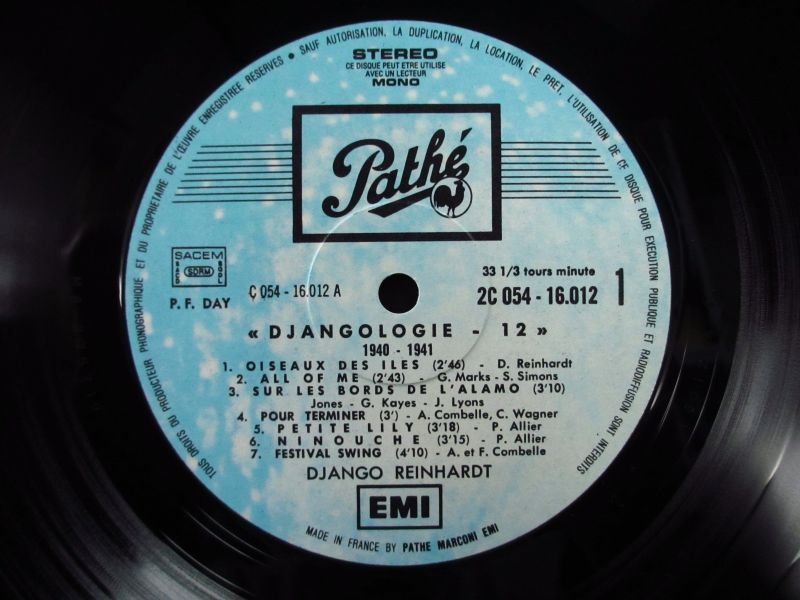 TOUS DROITS DU PRODUCTEUR PHONOGRAPHIQUE ET DU PROPRIETAIRE DE L'ŒUVRE ENREGISTREE RESERVES ● SAUF AUTORISATION, LA DUPLICATION, LA LOCATION, LE PRET, L'UTILISATION DE CE DISQUE POUR EXECUTION PUBLIQUE ET RADIODIFFUSION SONT INTERDITS
STEREO
CE DISQUE PEUT ETRE UTILISE
AVEC UN LECTEUR
MONO
Pathé
SACEM
SACD SDRM SGDL
P. F. DAY
C 054 - 16.012 A
33 1/3 tours minute
2C 054 - 16.012 1
« DJANGOLOGIE - 12 »
1940 - 1941
1. OISEAUX DES ILES (2'46) - D. Reinhardt
2. ALL OF ME (2'43) - G. Marks - S. Simons
3. SUR LES BORDS DE L'ALAMO (3'10)
Jones - G. Kayes - J. Lyons
4. POUR TERMINER (3') - A. Combelle, C. Wagner
5. PETITE LILY (3'18) - P. Allier
6. NINOUCHE (3'15) - P. Allier
7. FESTIVAL SWING (4'10) - A. et F. Combelle
DJANGO REINHARDT
EMI
MADE IN FRANCE BY PATHE MARCONI EMI